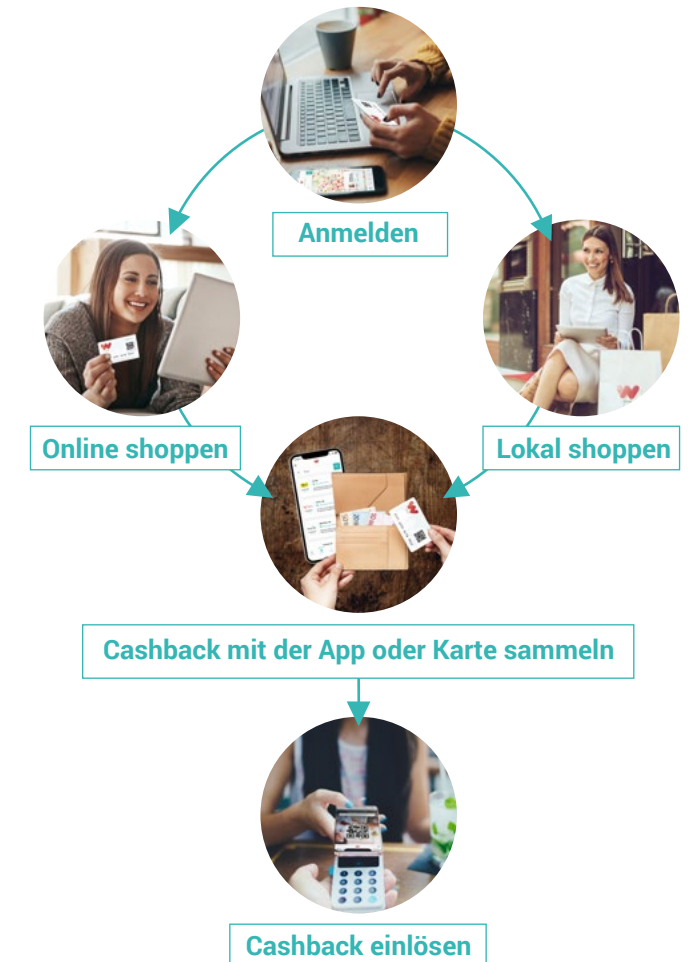 Anmelden
Online shoppen
Lokal shoppen
Cashback mit der App oder Karte sammeln
Cashback einlösen